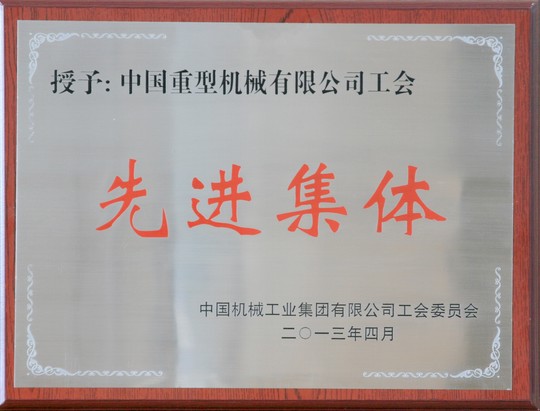 授予:中国重型机械有限公司工会
先进集体
中国机械工业集团有限公司工会委员会
二〇一三年四月